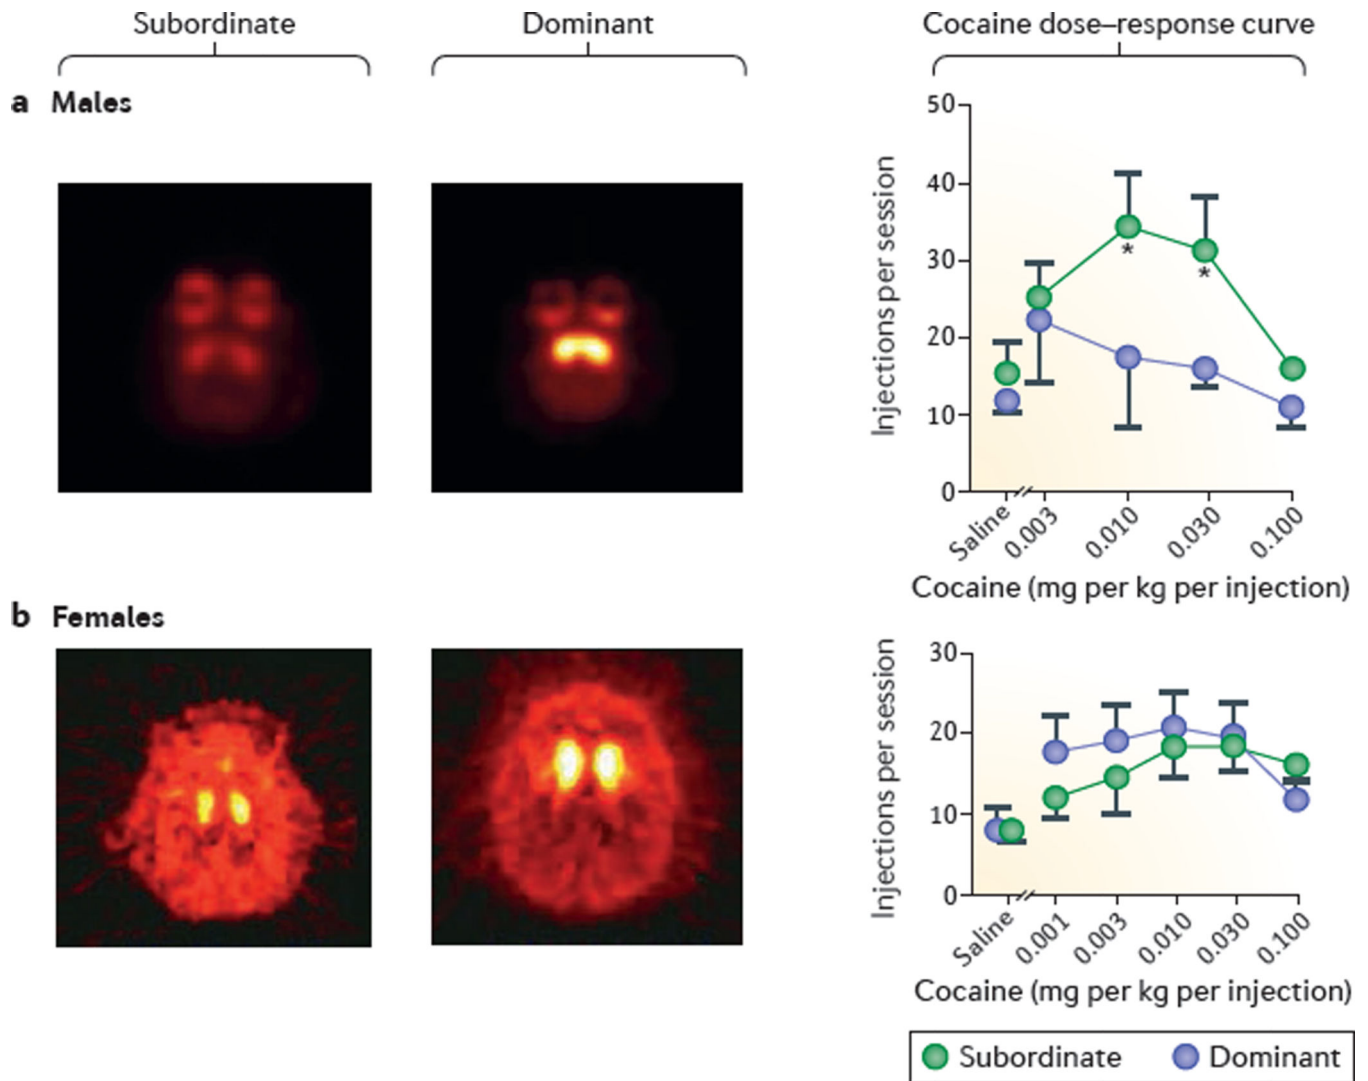 Subordinate
Dominant
Cocaine dose–response curve
a Males
Injections per session
50
40
30
20
10
0
*
*
Saline
0.003
0.010
0.030
0.100
Cocaine (mg per kg per injection)
b Females
Injections per session
30
20
10
0
Saline
0.001
0.003
0.010
0.030
0.100
Cocaine (mg per kg per injection)
Subordinate Dominant